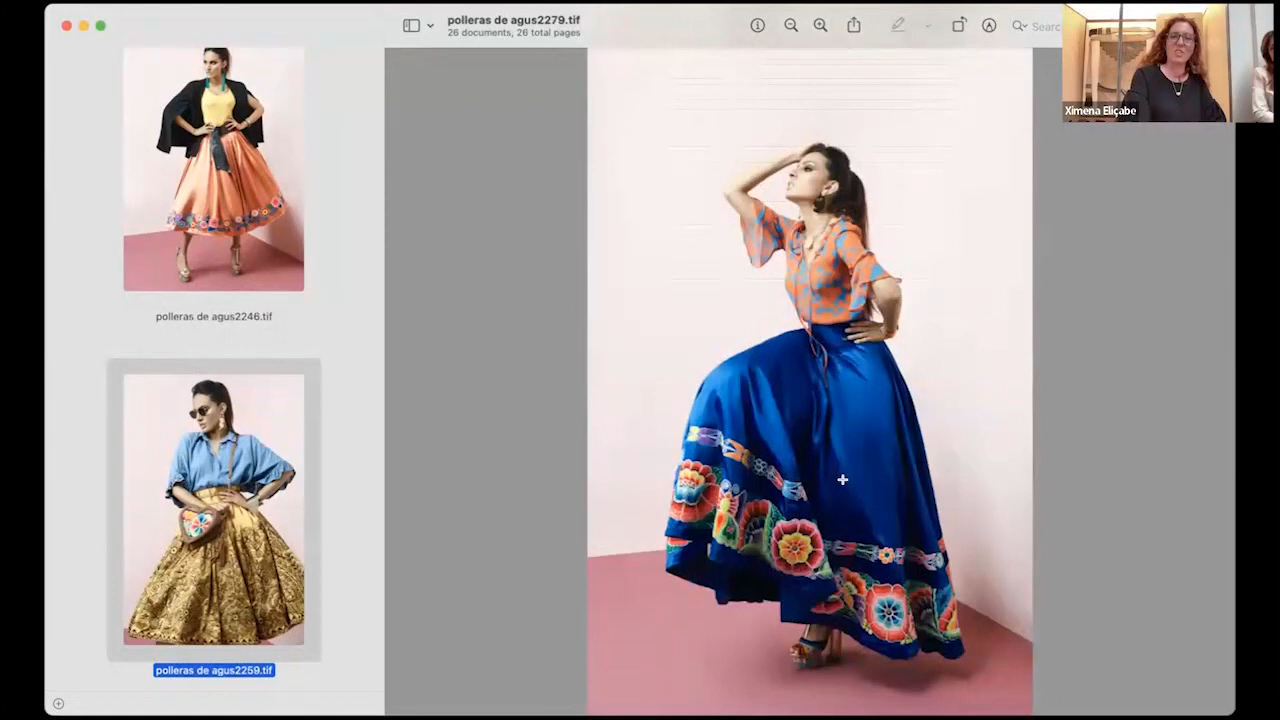 polleras de agus2279.tif
26 documents, 26 total pages
Searc
Ximena Eliçabe
polleras de agus2246.tif
polleras de agus2259.tif